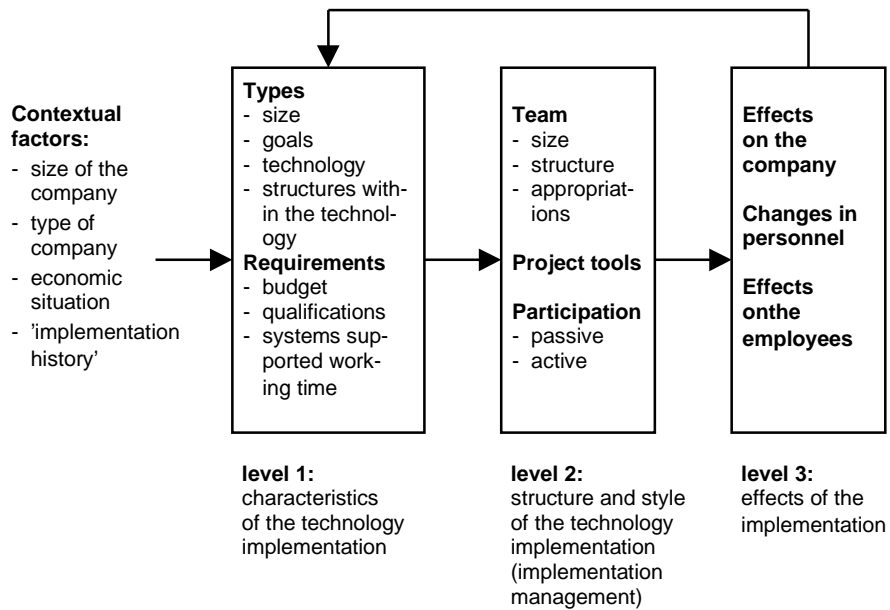 Contextual
factors:
- size of the
company
- type of
company
- economic
situation
- 'implementation
history'
Types
- size
- goals
- technology
- structures with-
in the technol-
ogy
Requirements
- budget
- qualifications
- systems sup-
ported work-
ing time
Team
- size
- structure
- appropriat-
ions
Project tools
Participation
- passive
- active
Effects
on the
company
Changes in
personnel
Effects
onthe
employees
level 1:
characteristics
of the technology
implementation
level 2:
structure and style
of the technology
implementation
(implementation
management)
level 3:
effects of the
implementation